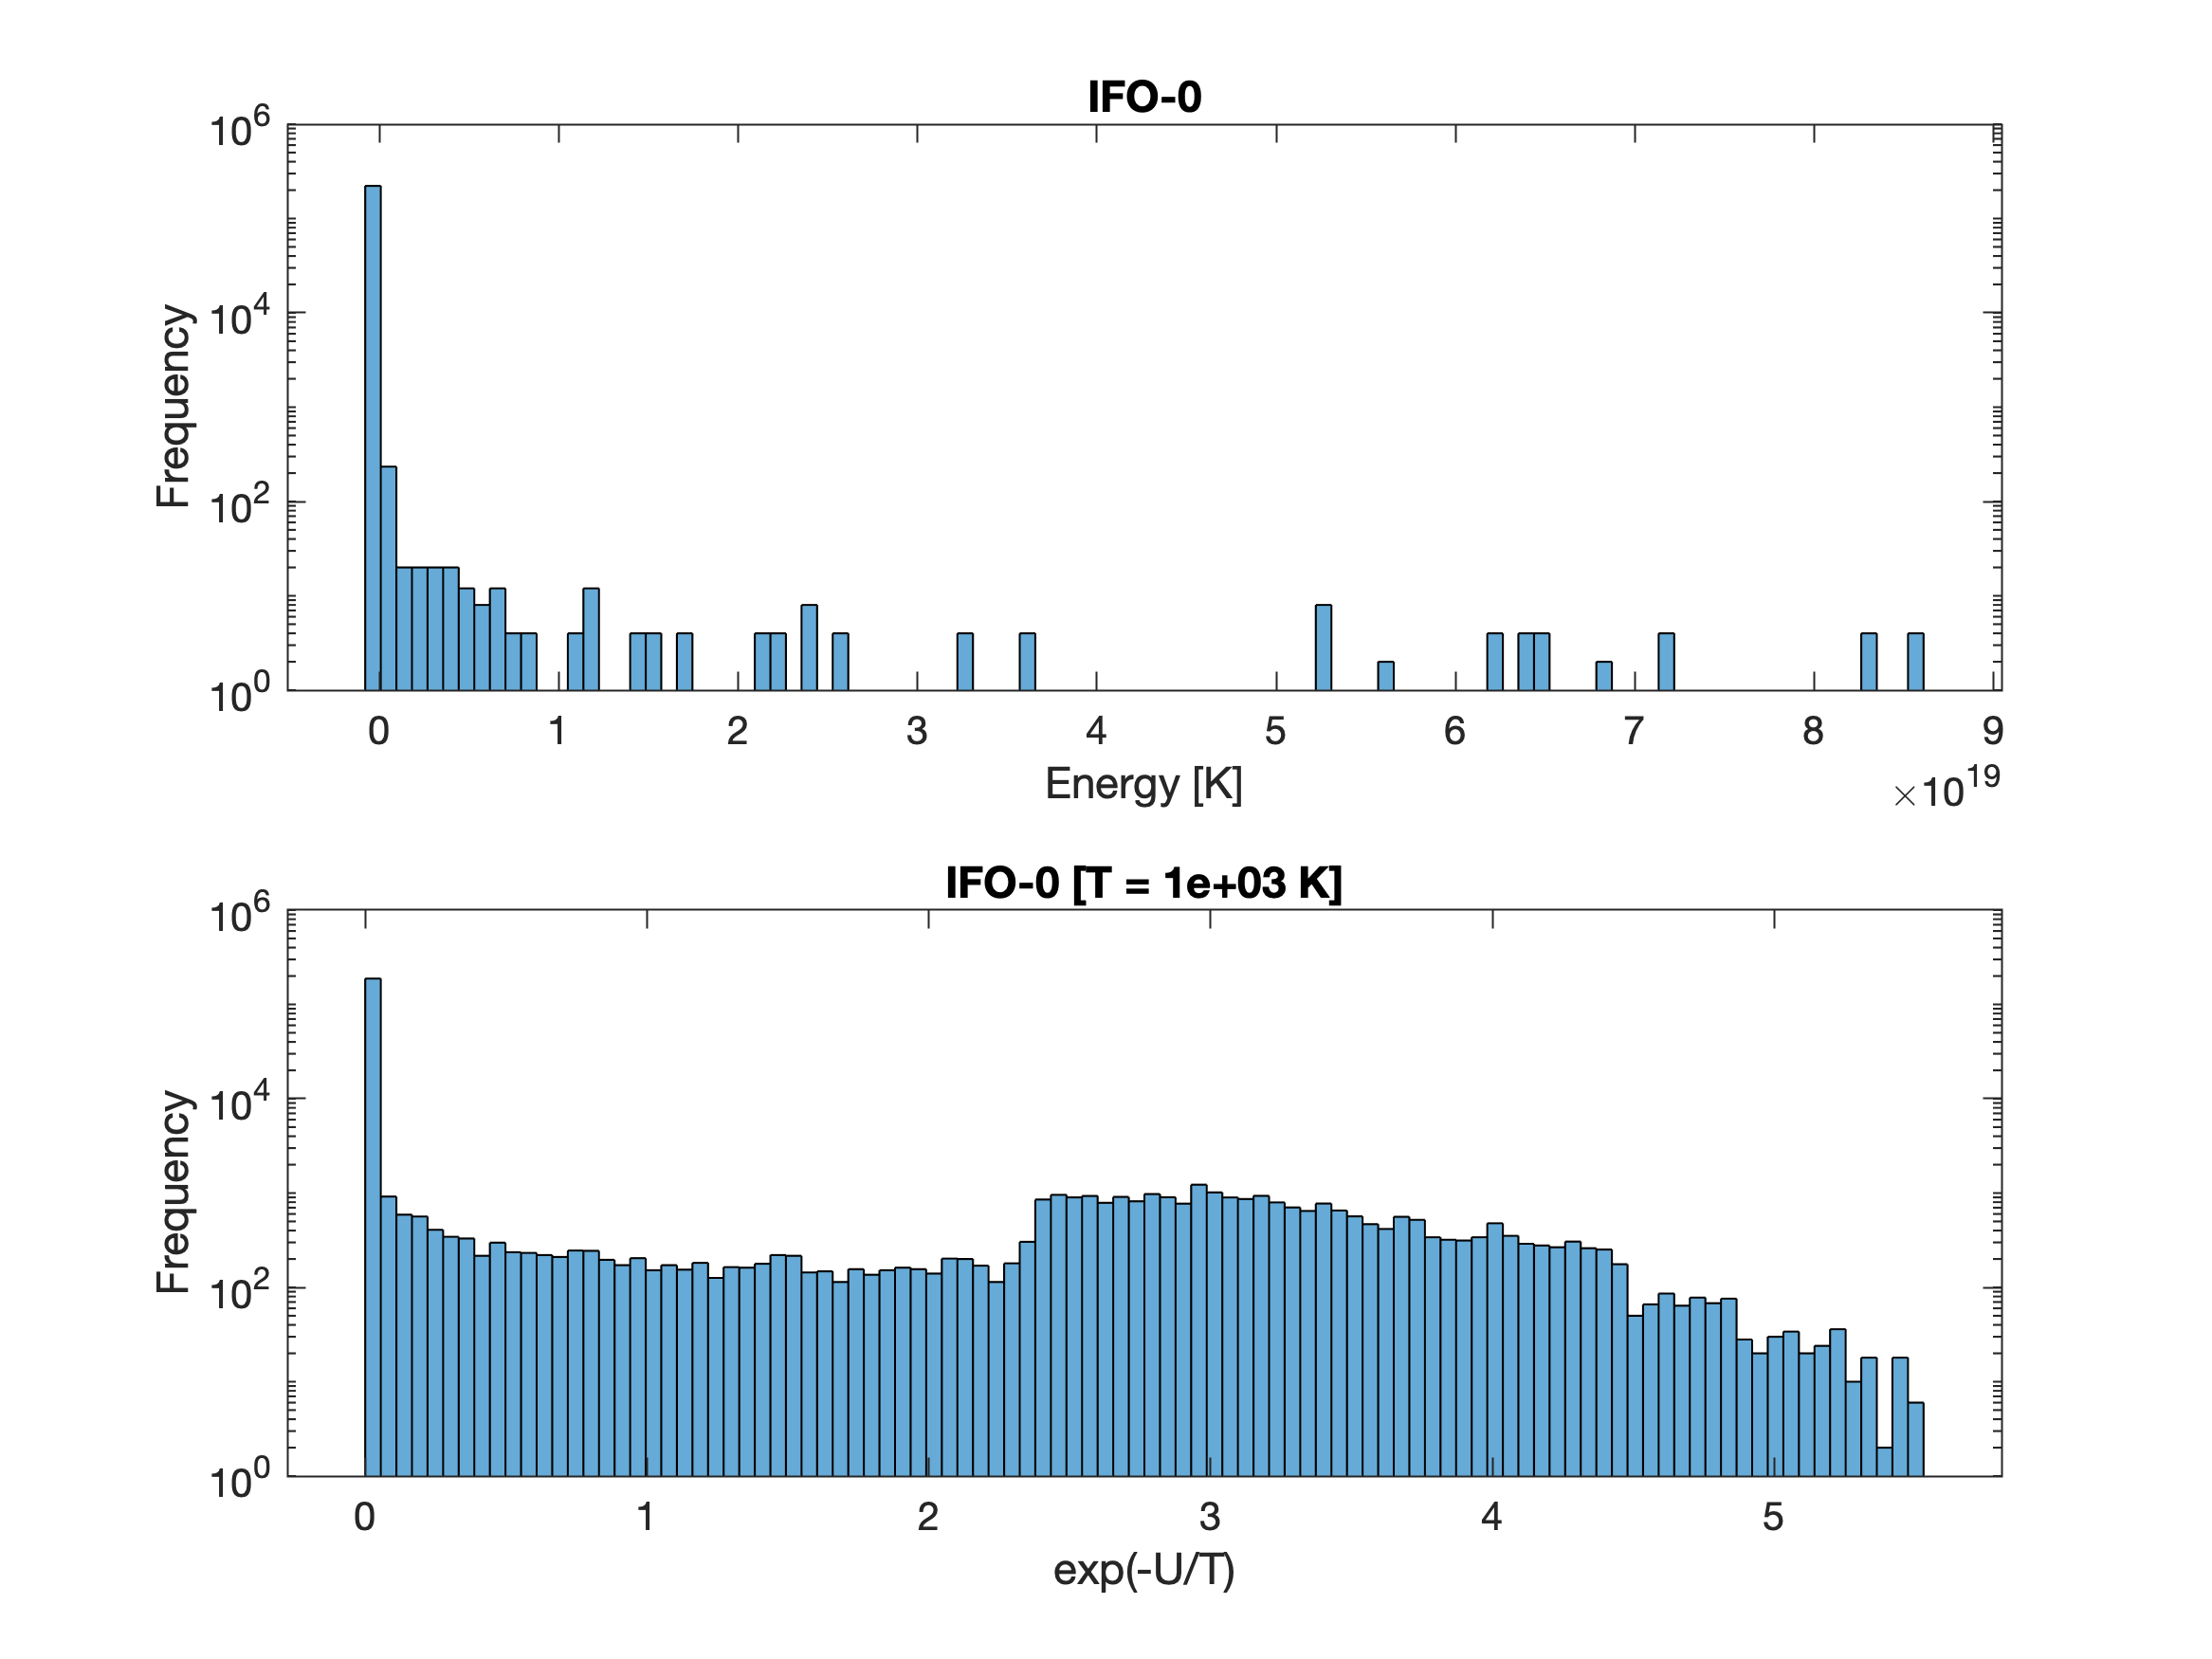 IFO-0
10^6
10^4
10^2
10^0
Frequency
0 1 2 3 4 5 6 7 8 9
Energy [K]
×10^19
IFO-0 [T = 1e+03 K]
10^6
10^4
10^2
10^0
Frequency
0 1 2 3 4 5
exp(-U/T)